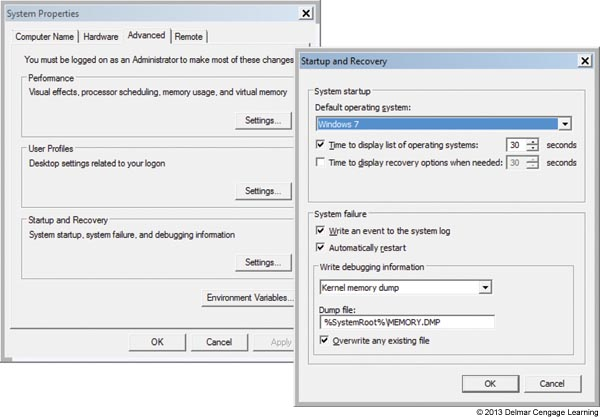 System Properties
Computer Name
Hardware
Advanced
Remote
You must be logged on as an Administrator to make most of these changes.
Performance
Visual effects, processor scheduling, memory usage, and virtual memory
Settings...
User Profiles
Desktop settings related to your logon
Settings...
Startup and Recovery
System startup, system failure, and debugging information
Settings...
Environment Variables...
OK
Cancel
Apply
Startup and Recovery
System startup
Default operating system:
Windows 7
Time to display list of operating systems: 30 seconds
Time to display recovery options when needed: 30 seconds
System failure
Write an event to the system log
Automatically restart
Write debugging information
Kernel memory dump
Dump file:
%SystemRoot%\MEMORY.DMP
Overwrite any existing file
OK
Cancel
© 2013 Delmar Cengage Learning